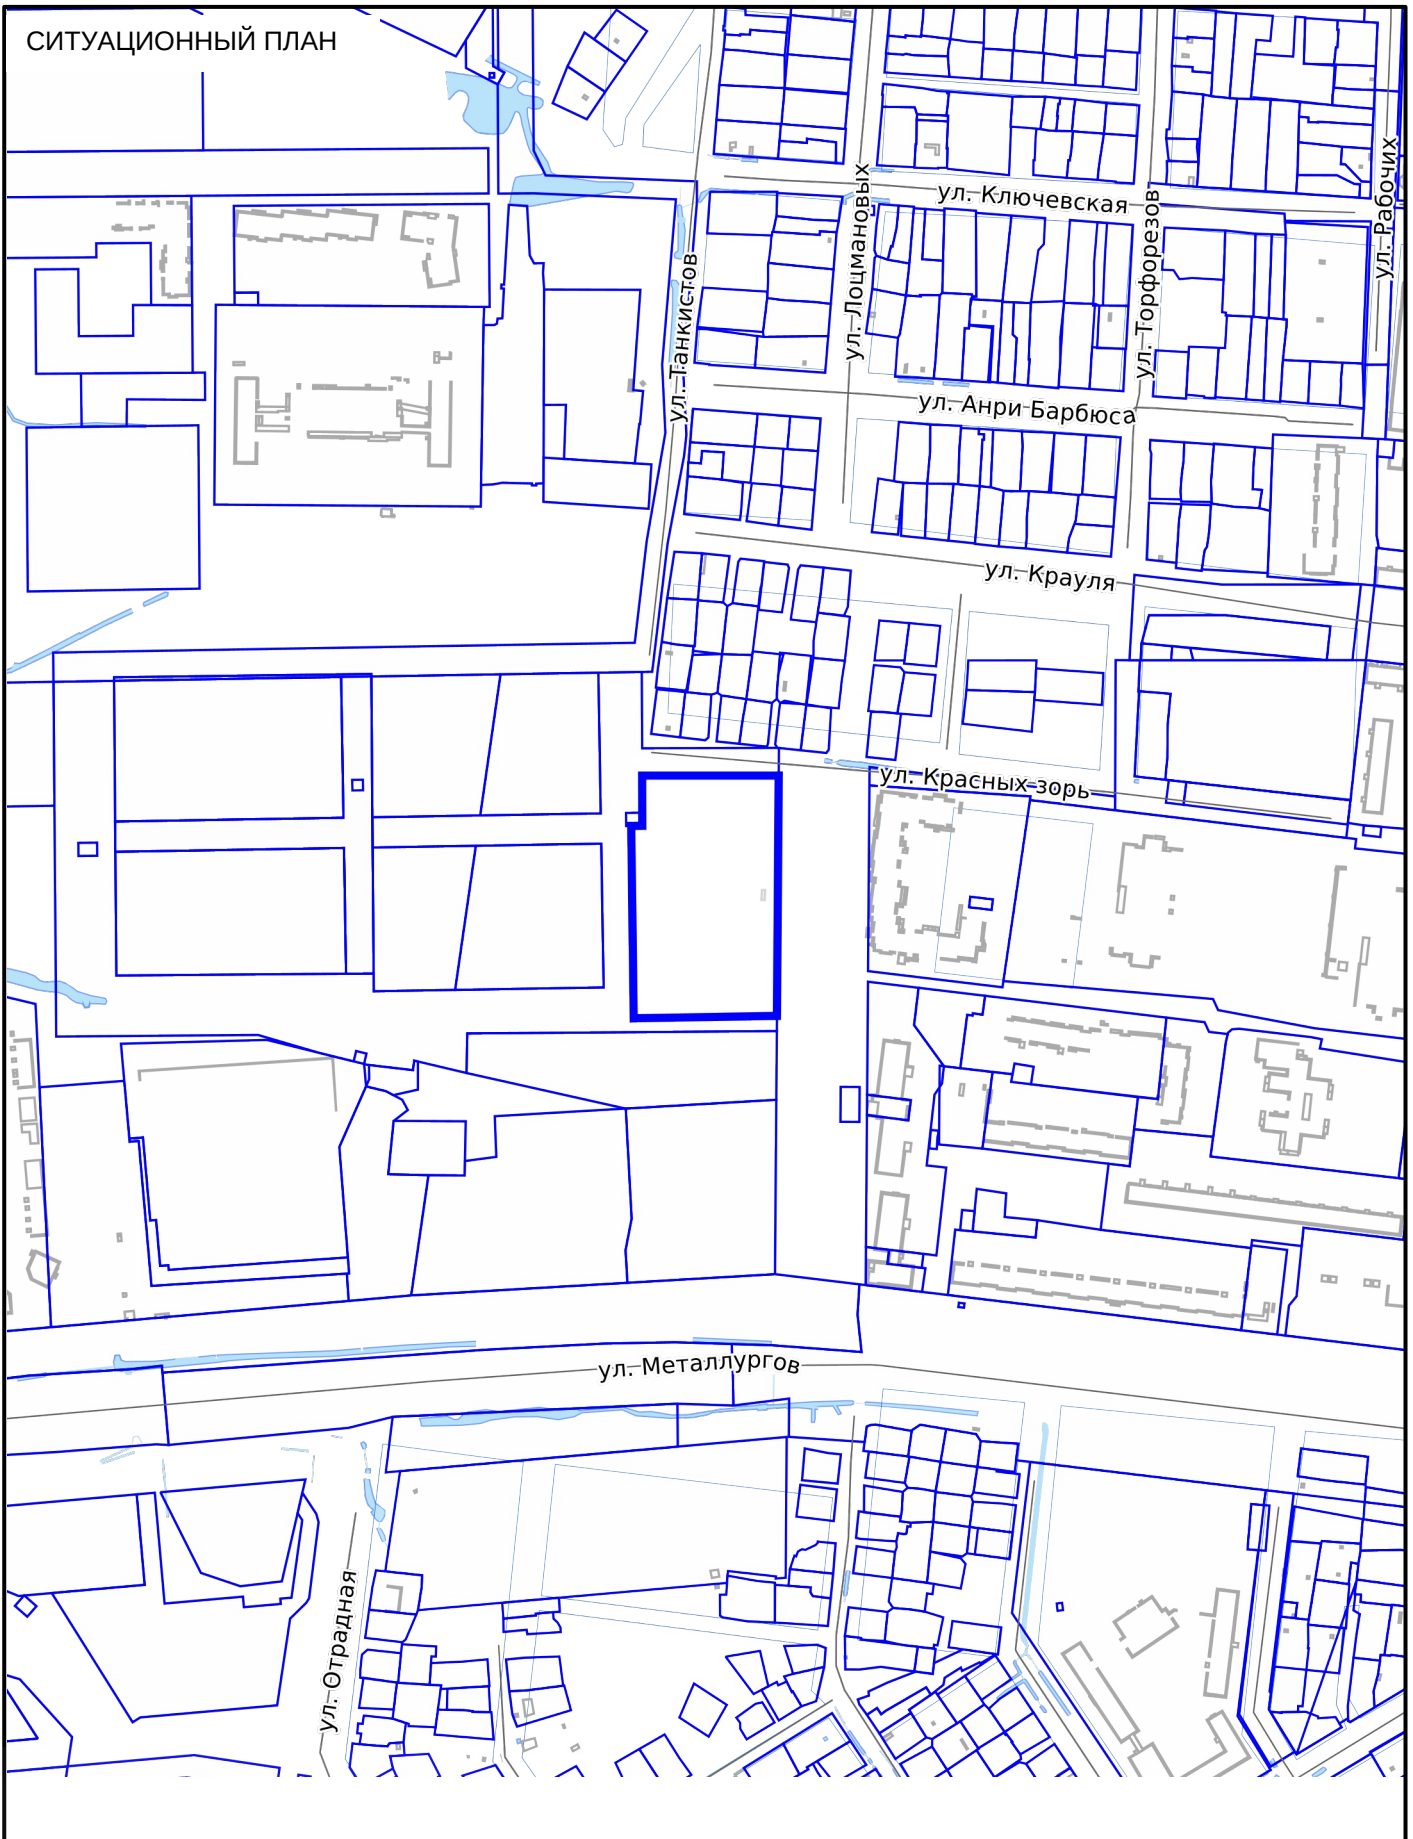 СИТУАЦИОННЫЙ ПЛАН
ул. Ключевская
ул. Рабочих
ул. Лоцмановых
ул. Торфорезов
ул. Танкистов
ул. Анри Барбюса
ул. Крауля
ул. Красных зорь
ул. Металлургов
ул. Отрадная